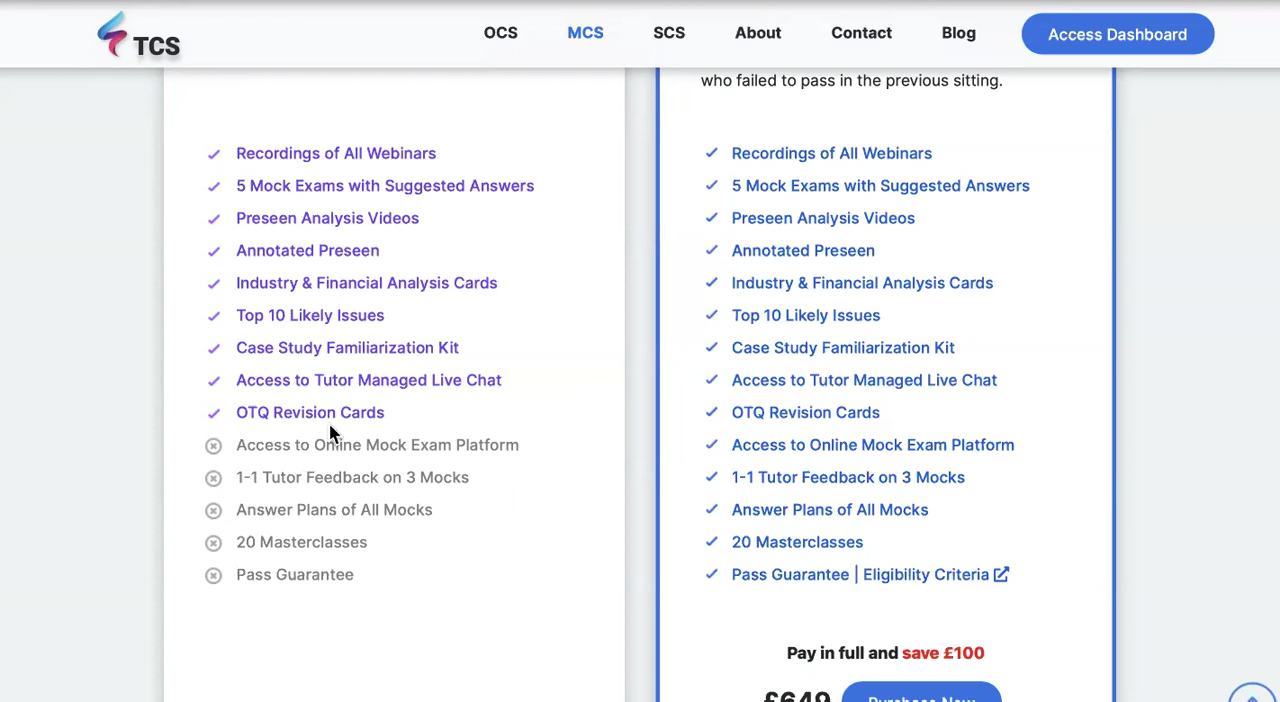 TCS
OCS
MCS
SCS
About
Contact
Blog
Access Dashboard
who failed to pass in the previous sitting.
Recordings of All Webinars
5 Mock Exams with Suggested Answers
Preseen Analysis Videos
Annotated Preseen
Industry & Financial Analysis Cards
Top 10 Likely Issues
Case Study Familiarization Kit
Access to Tutor Managed Live Chat
OTQ Revision Cards
Access to Online Mock Exam Platform
1-1 Tutor Feedback on 3 Mocks
Answer Plans of All Mocks
20 Masterclasses
Pass Guarantee
Recordings of All Webinars
5 Mock Exams with Suggested Answers
Preseen Analysis Videos
Annotated Preseen
Industry & Financial Analysis Cards
Top 10 Likely Issues
Case Study Familiarization Kit
Access to Tutor Managed Live Chat
OTQ Revision Cards
Access to Online Mock Exam Platform
1-1 Tutor Feedback on 3 Mocks
Answer Plans of All Mocks
20 Masterclasses
Pass Guarantee | Eligibility Criteria
Pay in full and save £100
£649
Purchase Now